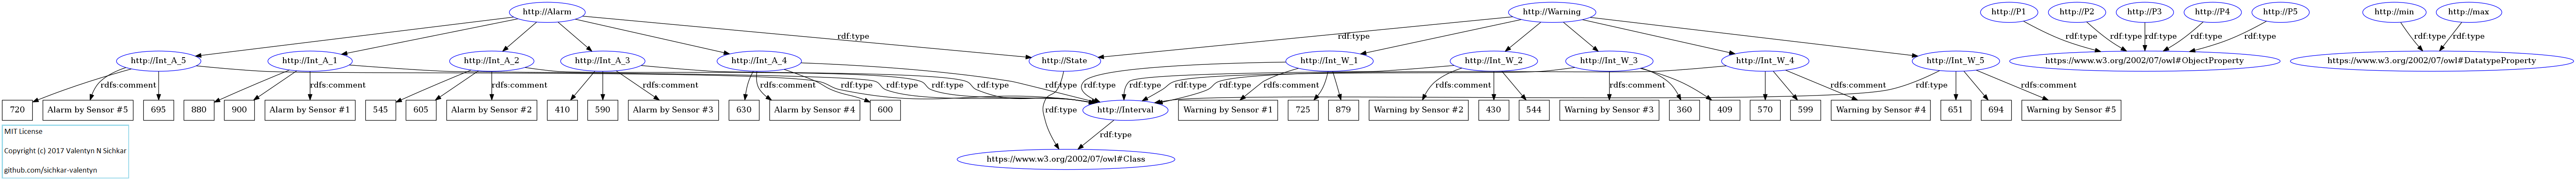 http://Alarm
http://Warning
http://P1
http://P2
http://P3
http://P4
http://P5
http://min
http://max
rdf:type
rdf:type
rdf:type
rdf:type
rdf:type
rdf:type
rdf:type
rdf:type
rdf:type
http://Int_A_5
http://Int_A_1
http://Int_A_2
http://Int_A_3
http://Int_A_4
http://State
http://Int_W_1
http://Int_W_2
http://Int_W_3
http://Int_W_4
http://Int_W_5
https://www.w3.org/2002/07/owl#ObjectProperty
https://www.w3.org/2002/07/owl#DatatypeProperty
rdfs:comment
rdfs:comment
rdfs:comment
rdfs:comment
rdfs:comment
rdf:type
rdf:type
rdf:type
rdf:type
rdf:type
rdf:type
rdf:type
rdf:type
rdf:type
rdfs:comment
rdfs:comment
rdfs:comment
rdfs:comment
rdf:type
rdfs:comment
720
Alarm by Sensor #5
695
880
900
Alarm by Sensor #1
545
605
Alarm by Sensor #2
410
590
Alarm by Sensor #3
630
Alarm by Sensor #4
600
rdf:type
http://Interval
Warning by Sensor #1
725
879
Warning by Sensor #2
430
544
Warning by Sensor #3
360
409
570
599
Warning by Sensor #4
651
694
Warning by Sensor #5
rdf:type
https://www.w3.org/2002/07/owl#Class
MIT License
Copyright (c) 2017 Valentyn N Sichkar
github.com/sichkar-valentyn